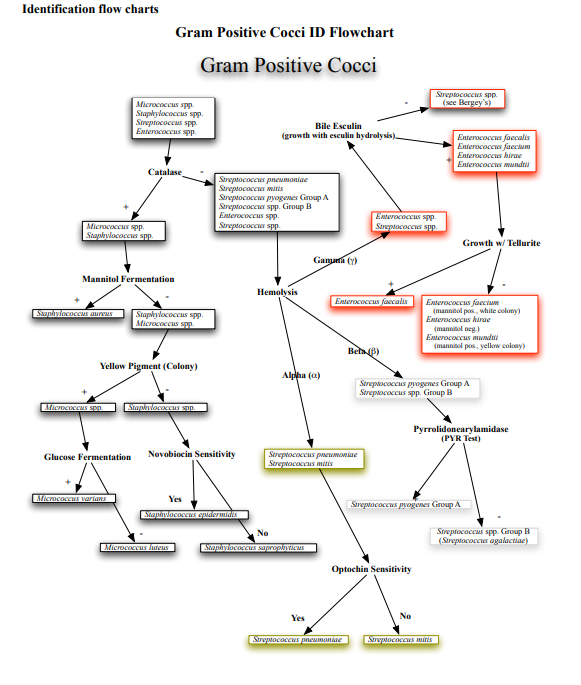 Identification flow charts
Gram Positive Cocci ID Flowchart
Gram Positive Cocci
Micrococcus spp.
Staphylococcus spp.
Streptococcus spp.
Enterococcus spp.
Catalase
-
+
Streptococcus pneumoniae
Streptococcus mitis
Streptococcus pyogenes Group A
Streptococcus spp. Group B
Enterococcus spp.
Streptococcus spp.
Micrococcus spp.
Staphylococcus spp.
Mannitol Fermentation
+
-
Staphylococcus aureus
Staphylococcus spp.
Micrococcus spp.
Yellow Pigment (Colony)
+
-
Micrococcus spp.
Staphylococcus spp.
Glucose Fermentation
+
-
Micrococcus varians
Micrococcus luteus
Novobiocin Sensitivity
Yes
No
Staphylococcus epidermidis
Staphylococcus saprophyticus
Hemolysis
Gamma (γ)
Beta (β)
Alpha (α)
Enterococcus spp.
Streptococcus spp.
Bile Esculin
(growth with esculin hydrolysis)
-
+
Streptococcus spp.
(see Bergey's)
Enterococcus faecalis
Enterococcus faecium
Enterococcus hirae
Enterococcus mundtii
Growth w/ Tellurite
+
-
Enterococcus faecalis
Enterococcus faecium
(mannitol pos., white colony)
Enterococcus hirae
(mannitol neg.)
Enterococcus mundtii
(mannitol pos., yellow colony)
Streptococcus pyogenes Group A
Streptococcus spp. Group B
Pyrrolidonearylamidase
(PYR Test)
+
-
Streptococcus pyogenes Group A
Streptococcus spp. Group B
(Streptococcus agalactiae)
Streptococcus pneumoniae
Streptococcus mitis
Optochin Sensitivity
Yes
No
Streptococcus pneumoniae
Streptococcus mitis